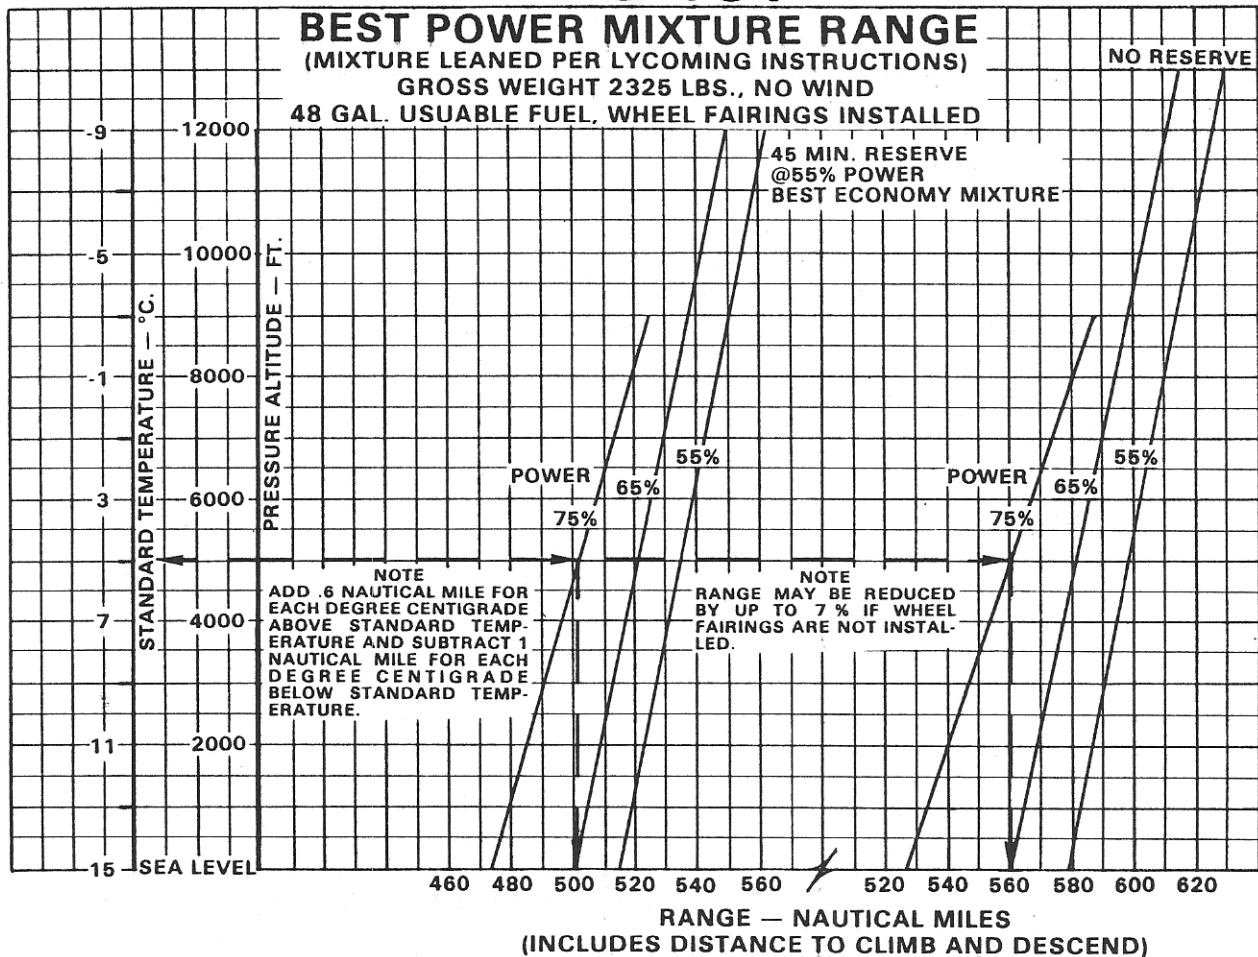 BEST POWER MIXTURE RANGE
(MIXTURE LEANED PER LYCOMING INSTRUCTIONS)
GROSS WEIGHT 2325 LBS., NO WIND
48 GAL. USUABLE FUEL, WHEEL FAIRINGS INSTALLED
NO RESERVE
45 MIN. RESERVE
@55% POWER
BEST ECONOMY MIXTURE
STANDARD TEMPERATURE — °C.
-9
-5
-1
3
7
11
15
PRESSURE ALTITUDE — FT.
12000
10000
8000
6000
4000
2000
SEA LEVEL
POWER
75%
65%
55%
POWER
75%
65%
55%
NOTE
ADD .6 NAUTICAL MILE FOR
EACH DEGREE CENTIGRADE
ABOVE STANDARD TEMP-
ERATURE AND SUBTRACT 1
NAUTICAL MILE FOR EACH
DEGREE CENTIGRADE
BELOW STANDARD TEMP-
ERATURE.
NOTE
RANGE MAY BE REDUCED
BY UP TO 7 % IF WHEEL
FAIRINGS ARE NOT INSTAL-
LED.
460 480 500 520 540 560 520 540 560 580 600 620
RANGE — NAUTICAL MILES
(INCLUDES DISTANCE TO CLIMB AND DESCEND)